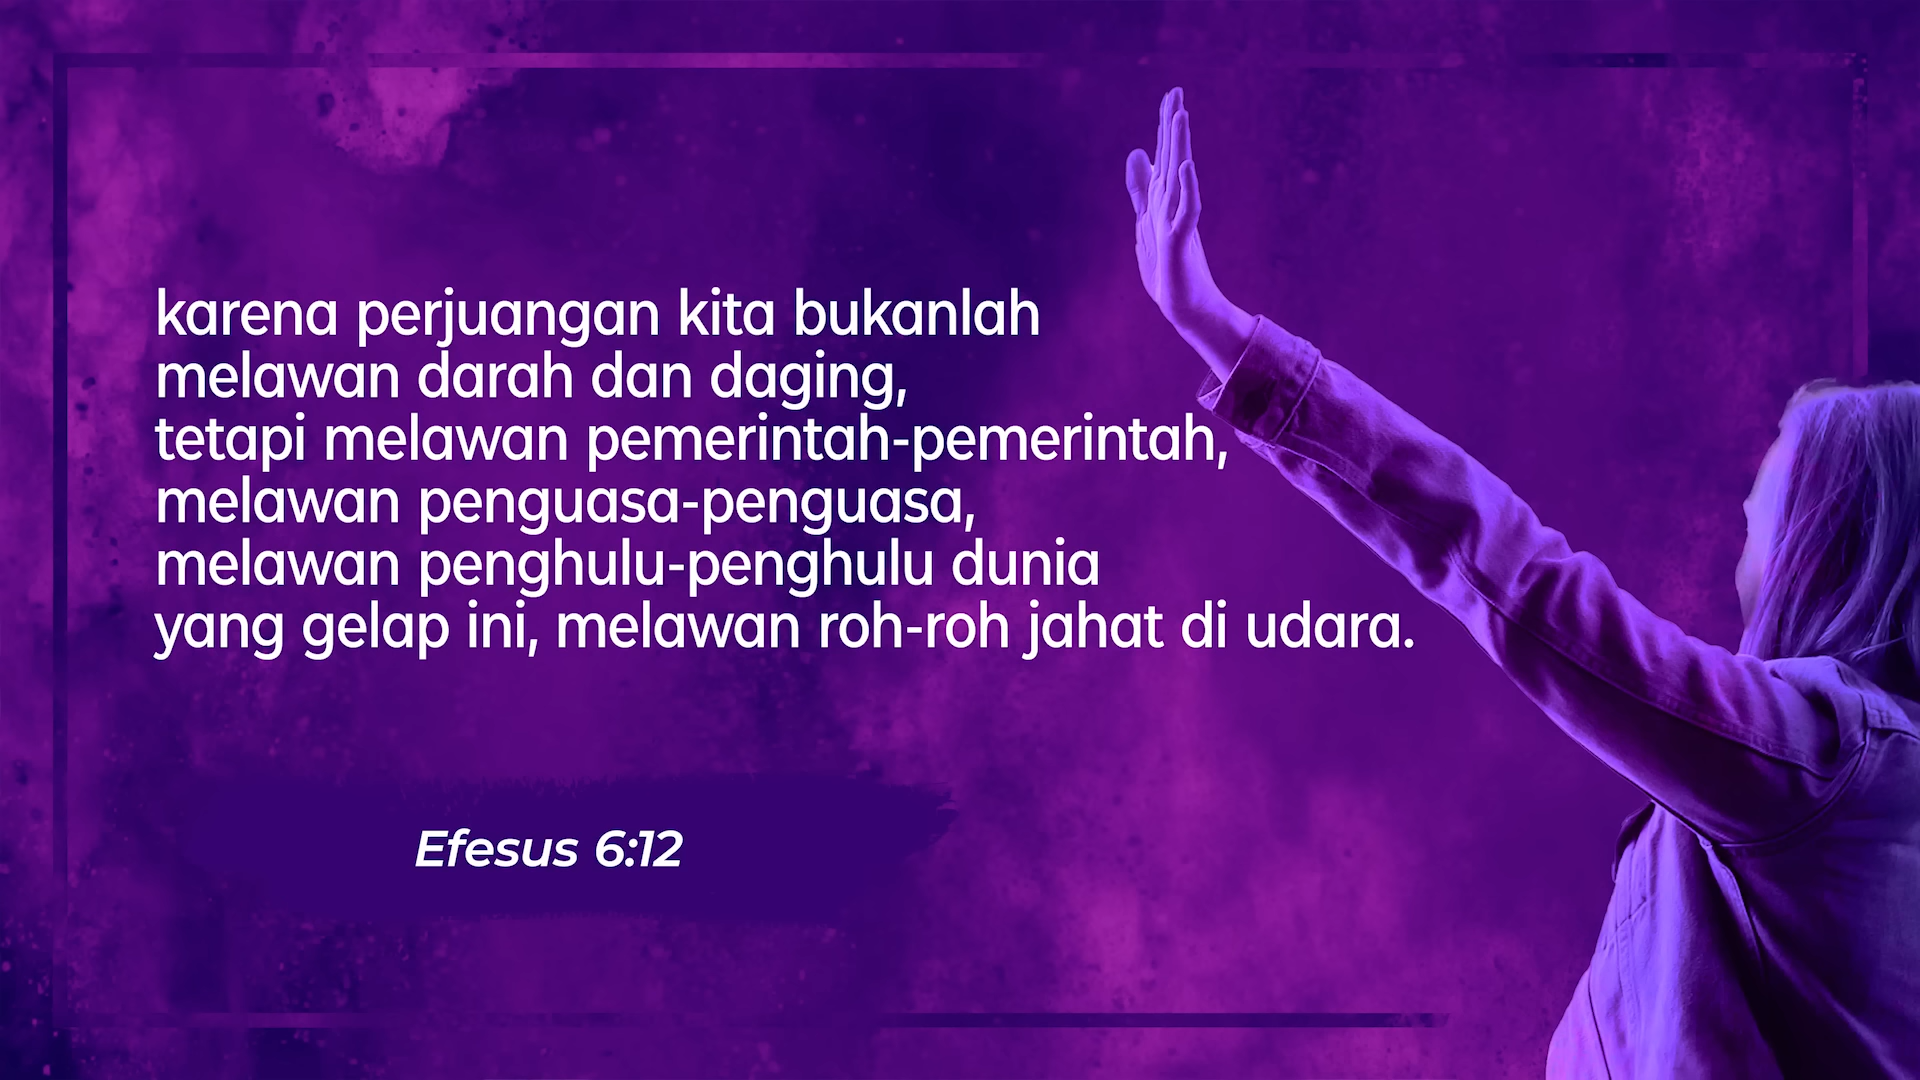 karena perjuangan kita bukanlah
melawan darah dan daging,
tetapi melawan pemerintah-pemerintah,
melawan penguasa-penguasa,
melawan penghulu-penghulu dunia
yang gelap ini, melawan roh-roh jahat di udara.
Efesus 6:12